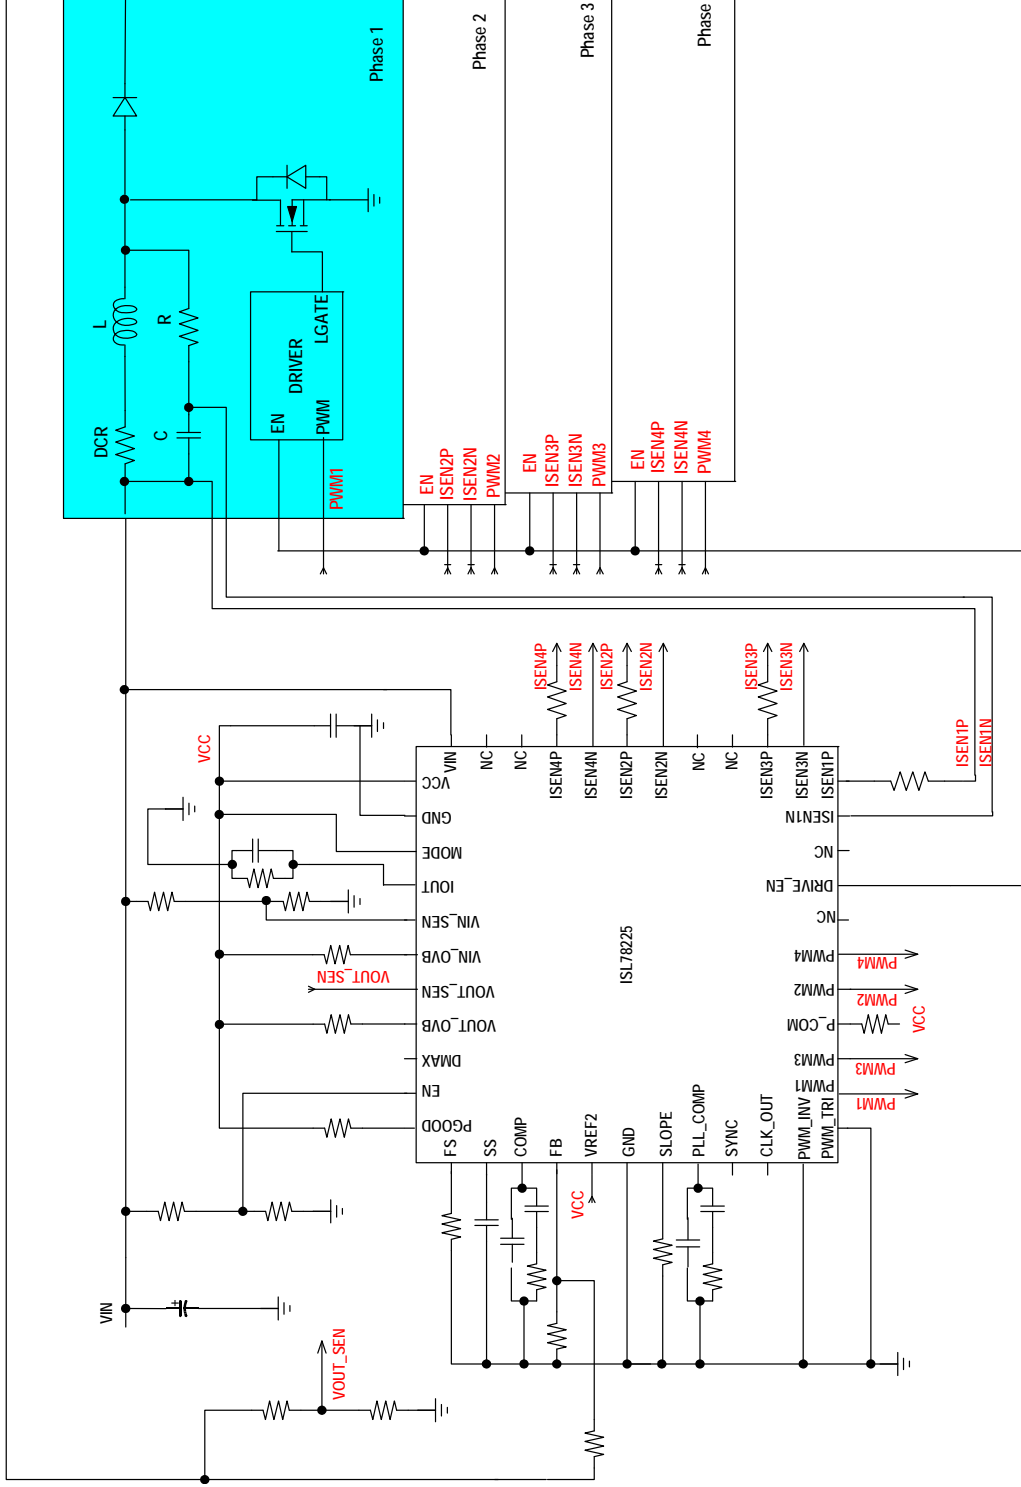 Phase 1
Phase 2
Phase 3
Phase
L
R
DCR
C
DRIVER
LGATE
EN
PWM
PWM1
EN
ISEN2P
ISEN2N
PWM2
EN
ISEN3P
ISEN3N
PWM3
EN
ISEN4P
ISEN4N
PWM4
ISEN4P
ISEN4N
ISEN2P
ISEN2N
ISEN3P
ISEN3N
ISEN1P
ISEN1N
VCC
VIN
NC
NC
ISEN4P
ISEN4N
ISEN2P
ISEN2N
NC
NC
ISEN3P
ISEN3N
ISEN1P
VCC
GND
MODE
IOUT
VIN_SEN
VIN_OVB
VOUT_SEN
VOUT_SEN
VOUT_OVB
DMAX
EN
PGOOD
ISL78225
ISEN1N
NC
DRIVE_EN
NC
PWM4
PWM4
PWM2
PWM2
P_COM
VCC
PWM3
PWM3
PWM1
PWM1
FS
SS
COMP
FB
VREF2
GND
SLOPE
PLL_COMP
SYNC
CLK_OUT
PWM_INV
PWM_TRI
VCC
VIN
+
VOUT_SEN